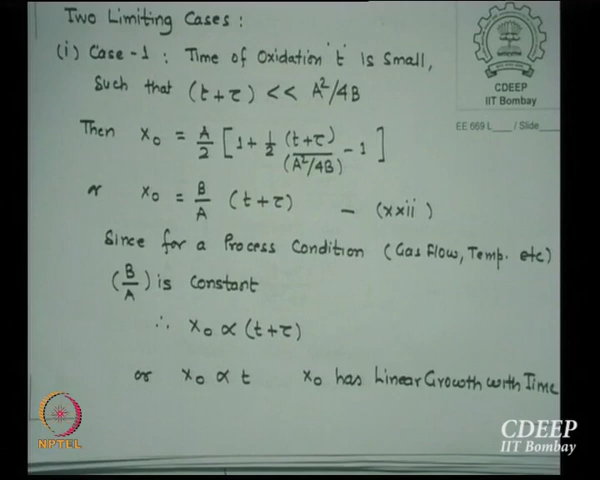 Two Limiting Cases:
(i) Case-1: Time of Oxidation 't' is Small,
Such that (t+τ) << A²/4B
Then x₀ = A/2 [1 + 1/2 (t+τ)/(A²/4B) - 1]
or x₀ = B/A (t+τ) - (xxii)
Since for a Process Condition (Gas Flow, Temp. etc)
(B/A) is constant
∴ x₀ ∝ (t+τ)
or x₀ ∝ t x₀ has Linear Growth with Time
CDEEP
IIT Bombay
EE 669 L___ / Slide___
NPTEL
CDEEP
IIT Bombay